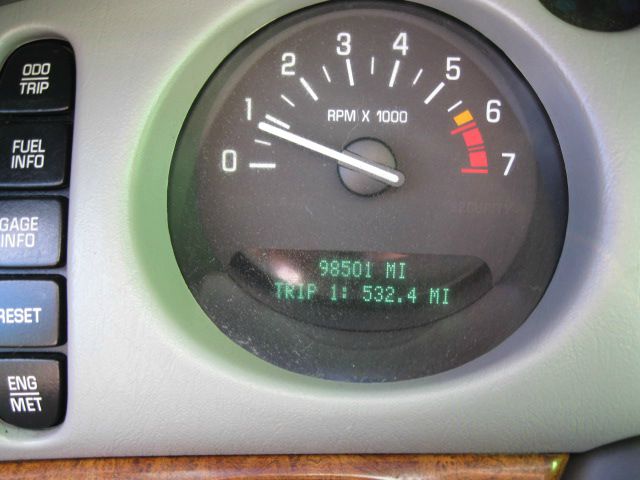 ODO
TRIP
FUEL
INFO
GAGE
INFO
RESET
ENG
MET
0 1 2 3 4 5 6 7
RPM X 1000
SECURITY
98501 MI
TRIP 1: 532.4 MI